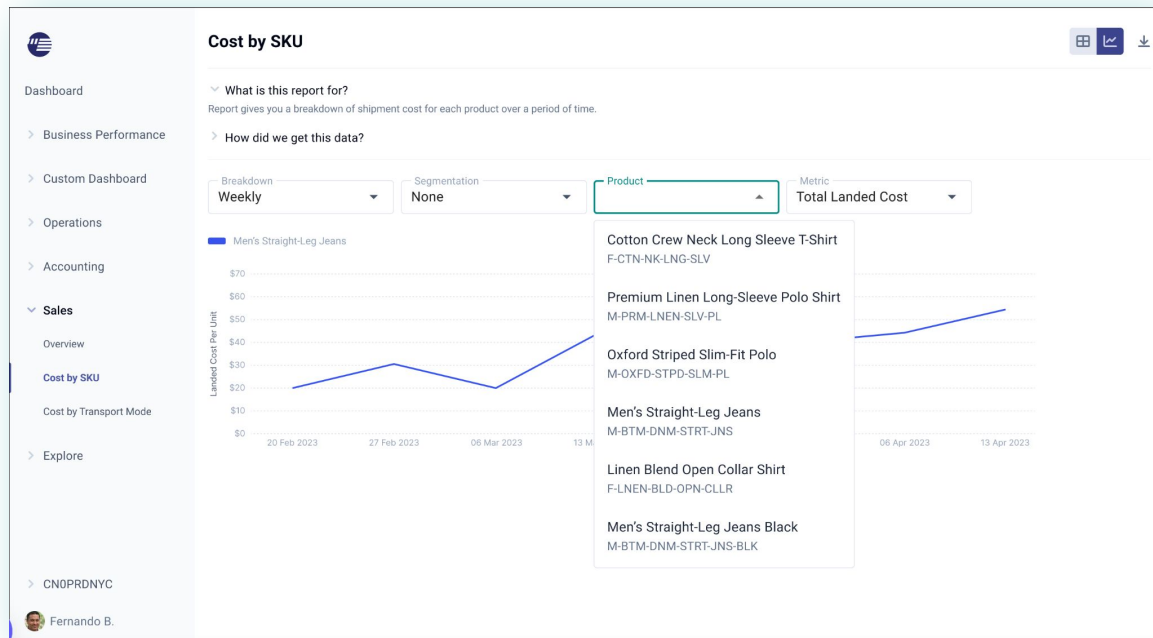 Cost by SKU
Dashboard
Business Performance
Custom Dashboard
Operations
Accounting
Sales
Overview
Cost by SKU
Cost by Transport Mode
Explore
CN0PRDNYC
Fernando B.
What is this report for?
Report gives you a breakdown of shipment cost for each product over a period of time.
How did we get this data?
Breakdown
Weekly
Segmentation
None
Product
Metric
Total Landed Cost
Men's Straight-Leg Jeans
Landed Cost Per Unit
$70
$60
$50
$40
$30
$20
$10
$0
20 Feb 2023
27 Feb 2023
06 Mar 2023
13 M
06 Apr 2023
13 Apr 2023
Cotton Crew Neck Long Sleeve T-Shirt
F-CTN-NK-LNG-SLV
Premium Linen Long-Sleeve Polo Shirt
M-PRM-LNEN-SLV-PL
Oxford Striped Slim-Fit Polo
M-OXFD-STPD-SLM-PL
Men’s Straight-Leg Jeans
M-BTM-DNM-STRT-JNS
Linen Blend Open Collar Shirt
F-LNEN-BLD-OPN-CLLR
Men’s Straight-Leg Jeans Black
M-BTM-DNM-STRT-JNS-BLK